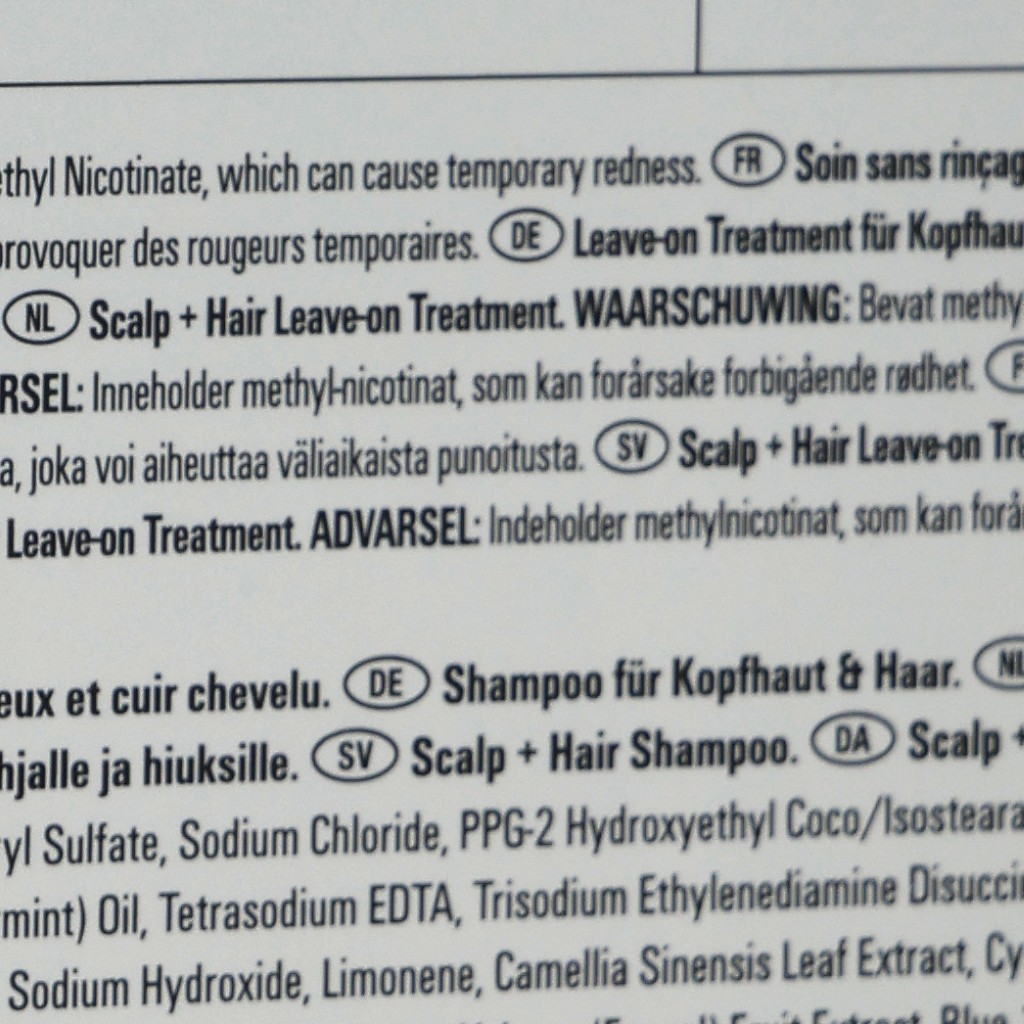 ethyl Nicotinate, which can cause temporary redness. FR Soin sans rinçag
provoquer des rougeurs temporaires. DE Leave-on Treatment für Kopfhau
NL Scalp + Hair Leave-on Treatment. WAARSCHUWING: Bevat methy
RSEL: Inneholder methyl-nicotinat, som kan forårsake forbigående rødhet. F
a, joka voi aiheuttaa väliaikaista punoitusta. SV Scalp + Hair Leave-on Tre
Leave-on Treatment. ADVARSEL: Indeholder methylnicotinat, som kan forå
eux et cuir chevelu. DE Shampoo für Kopfhaut & Haar. NL
hjalle ja hiuksille. SV Scalp + Hair Shampoo. DA Scalp +
yl Sulfate, Sodium Chloride, PPG-2 Hydroxyethyl Coco/Isosteara
mint) Oil, Tetrasodium EDTA, Trisodium Ethylenediamine Disucci
Sodium Hydroxide, Limonene, Camellia Sinensis Leaf Extract, Cy
Fruit Extract, Blue